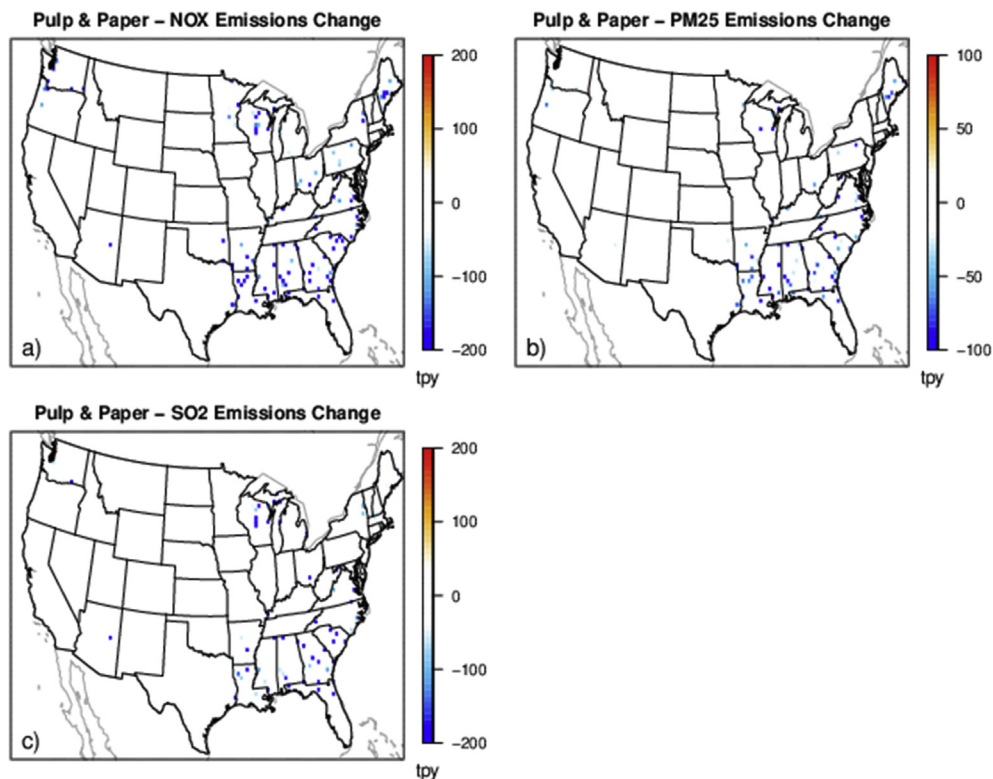 Pulp & Paper – NOX Emissions Change
200
100
0
−100
−200
tpy
a)
Pulp & Paper – PM25 Emissions Change
100
50
0
−50
−100
tpy
b)
Pulp & Paper – SO2 Emissions Change
200
100
0
−100
−200
tpy
c)